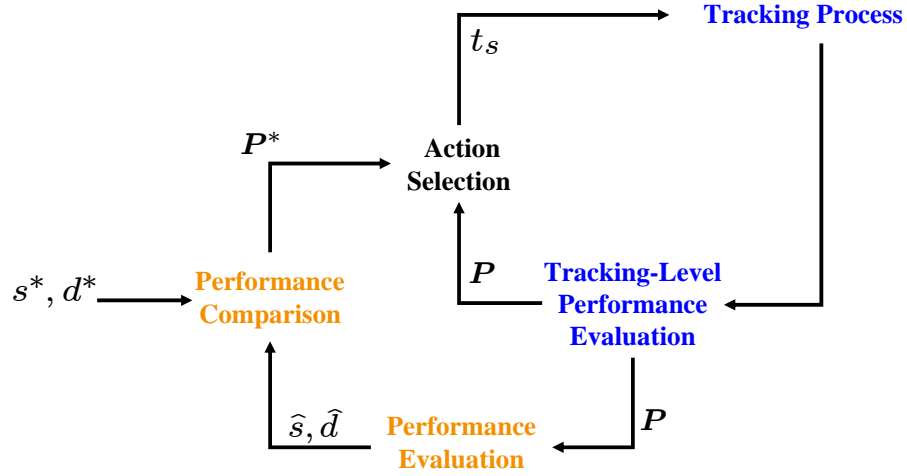 Tracking Process
t_s
P*
Action
Selection
s*, d*
Performance
Comparison
P
Tracking-Level
Performance
Evaluation
ŝ, d̂
Performance
Evaluation
P